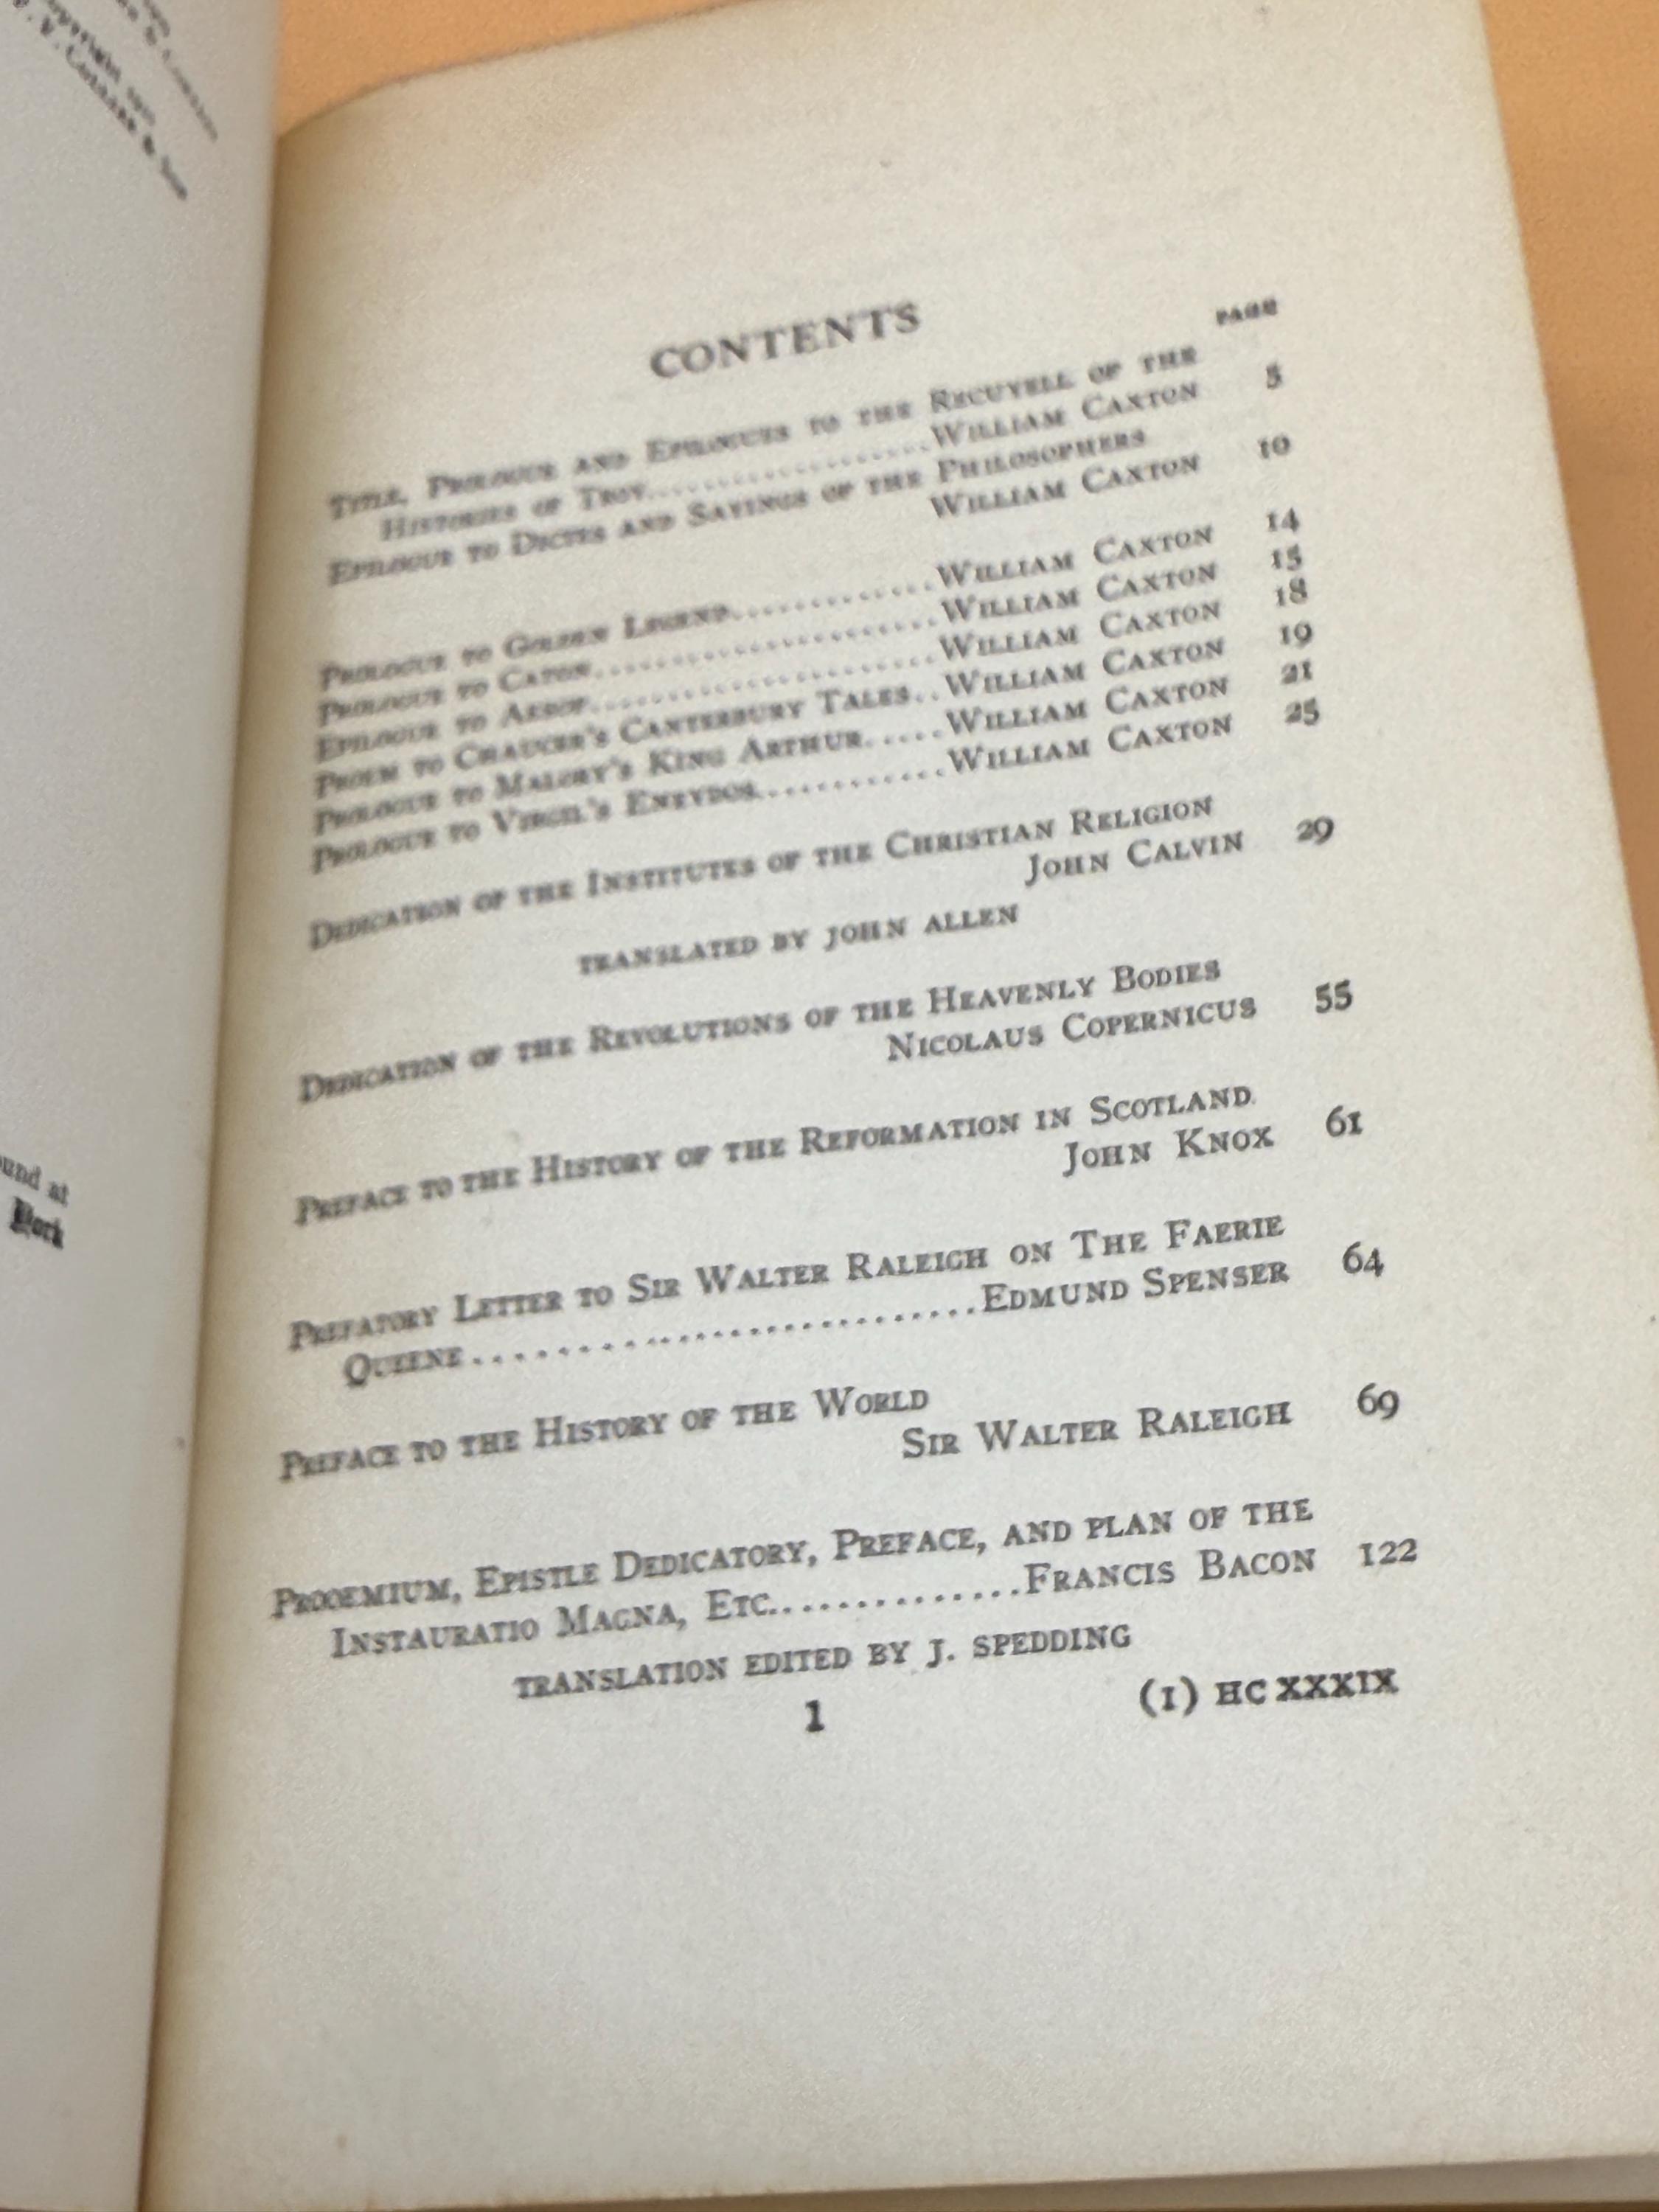 copyright
P. F. Collier & Son
und at
York
CONTENTS
PAGE
Title, Prologue and Epilogues to the Recuyell of the
Histories of Troy....................William Caxton 5
Epilogue to Dictes and Sayings of the Philosophers
William Caxton 10
Prologue to Golden Legend..............William Caxton 14
Prologue to Caton........................William Caxton 15
Epilogue to Aesop........................William Caxton 18
Proem to Chaucer's Canterbury Tales..William Caxton 19
Prologue to Malory's King Arthur.....William Caxton 21
Prologue to Virgil's Eneydos............William Caxton 25
Dedication of the Institutes of the Christian Religion
John Calvin 29
TRANSLATED BY JOHN ALLEN
Dedication of the Revolutions of the Heavenly Bodies
Nicolaus Copernicus 55
Preface to the History of the Reformation in Scotland
John Knox 61
Prefatory Letter to Sir Walter Raleigh on The Faerie
Queene..............................Edmund Spenser 64
Preface to the History of the World
Sir Walter Raleigh 69
Prooemium, Epistle Dedicatory, Preface, and plan of the
Instauratio Magna, Etc...............Francis Bacon 122
TRANSLATION EDITED BY J. SPEDDING
1
(1) HC XXXIX